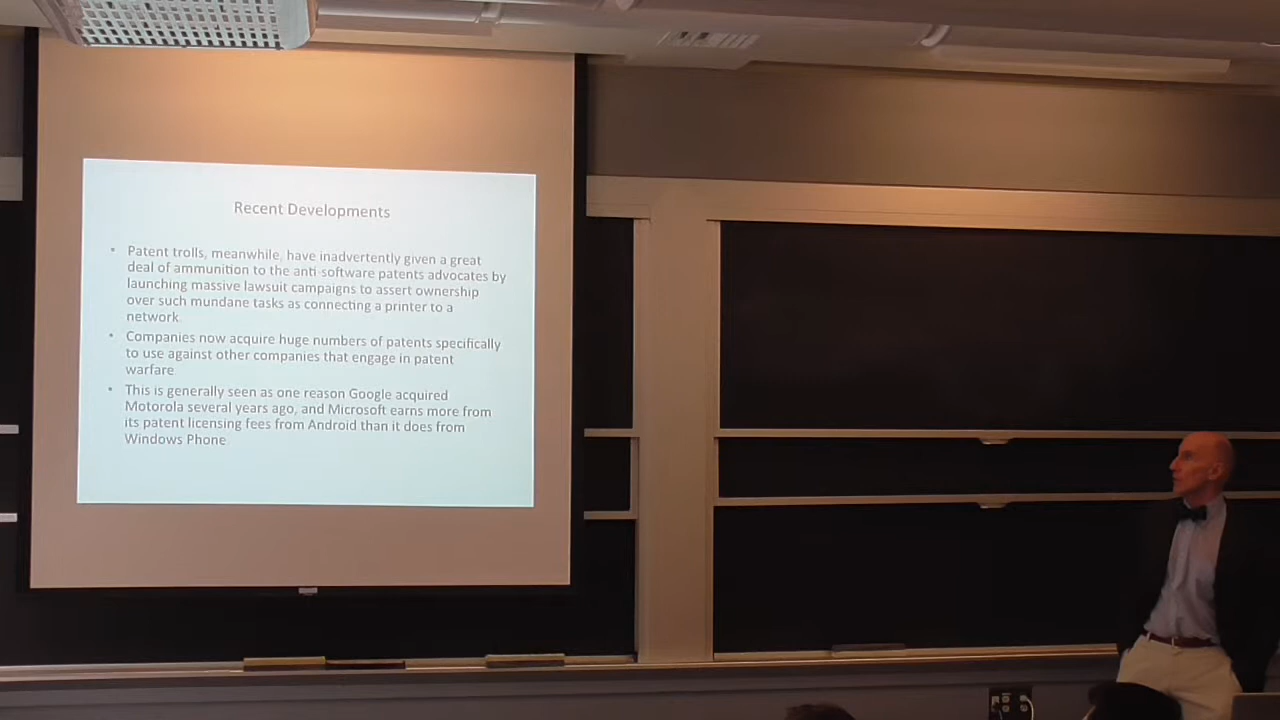 Recent Developments
• Patent trolls, meanwhile, have inadvertently given a great
deal of ammunition to the anti-software patents advocates by
launching massive lawsuit campaigns to assert ownership
over such mundane tasks as connecting a printer to a
network.
• Companies now acquire huge numbers of patents specifically
to use against other companies that engage in patent
warfare.
• This is generally seen as one reason Google acquired
Motorola several years ago, and Microsoft earns more from
its patent licensing fees from Android than it does from
Windows Phone.